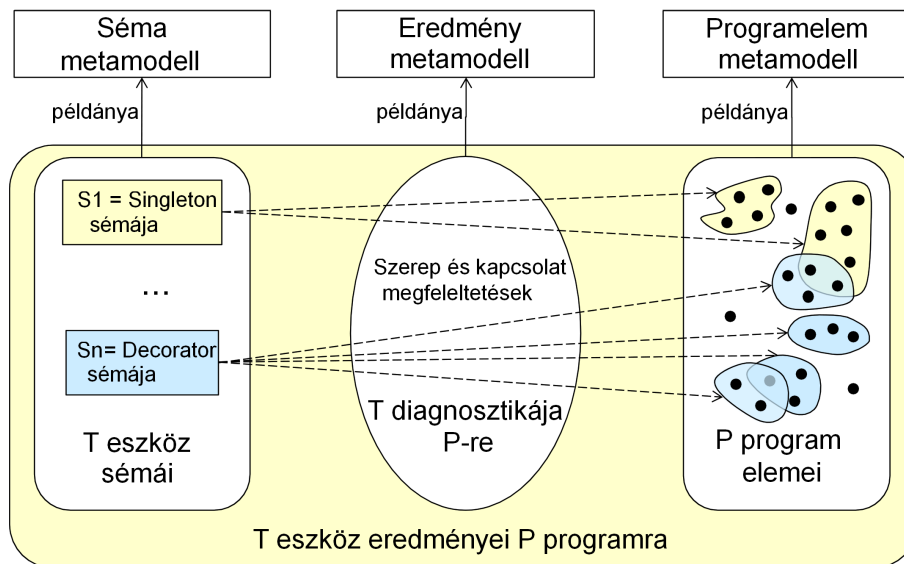 Séma
metamodell
Eredmény
metamodell
Programelem
metamodell
példánya
példánya
példánya
S1 = Singleton
sémája
...
Sn= Decorator
sémája
T eszköz
sémái
Szerep és kapcsolat
megfeleltetések
T diagnosztikája
P-re
P program
elemei
T eszköz eredményei P programra